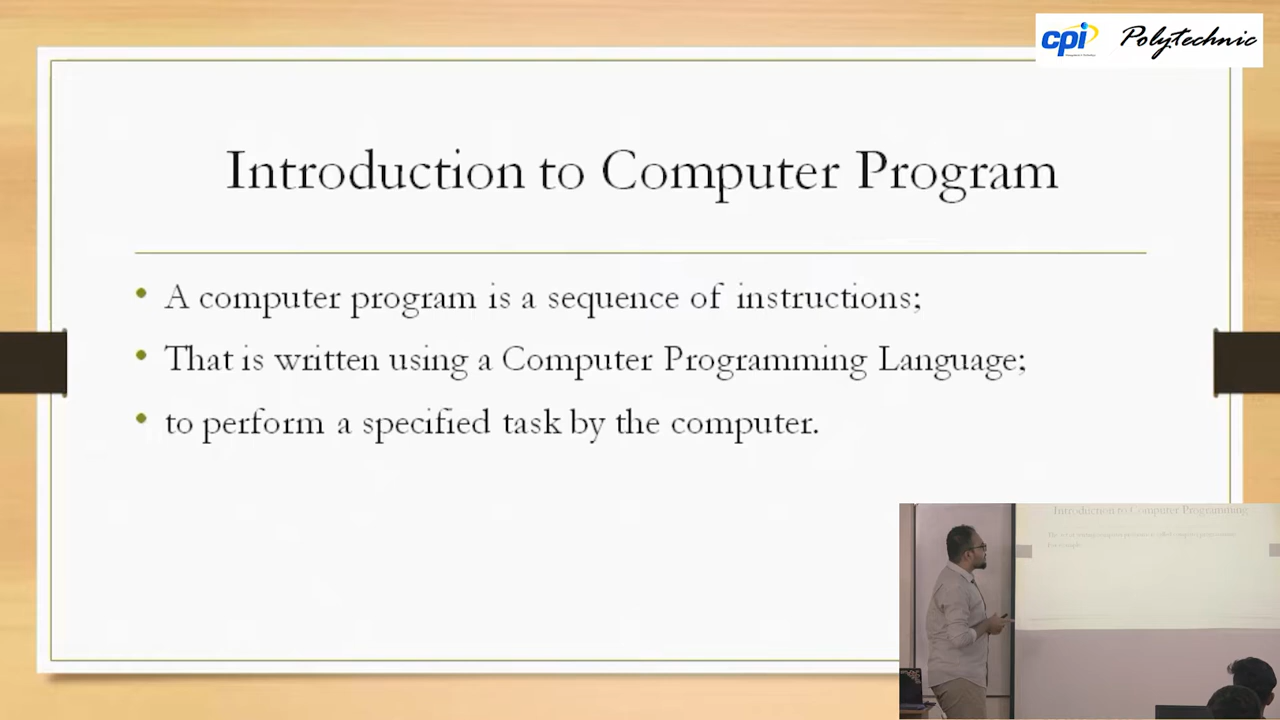 cpi Polytechnic
Introduction to Computer Program
• A computer program is a sequence of instructions;
• That is written using a Computer Programming Language;
• to perform a specified task by the computer.
Introduction to Computer Programming